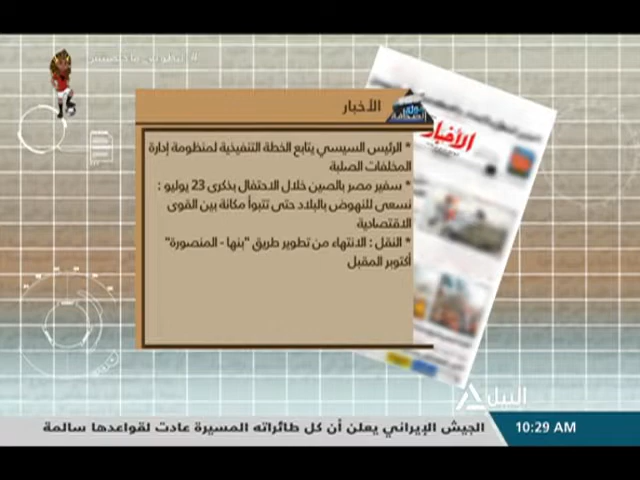 الأخبار
الأخبار
* الرئيس السيسي يتابع الخطة التنفيذية لمنظومة إدارة
المخلفات الصلبة
* سفير مصر بالصين خلال الاحتفال بذكرى 23 يوليو :
نسعى للنهوض بالبلاد حتى تتبوأ مكانة بين القوى
الاقتصادية
* النقل : الانتهاء من تطوير طريق "بنها - المنصورة"
أكتوبر المقبل
النيل
الجيش الإيراني يعلن أن كل طائراته المسيرة عادت لقواعدها سالمة
10:29 AM